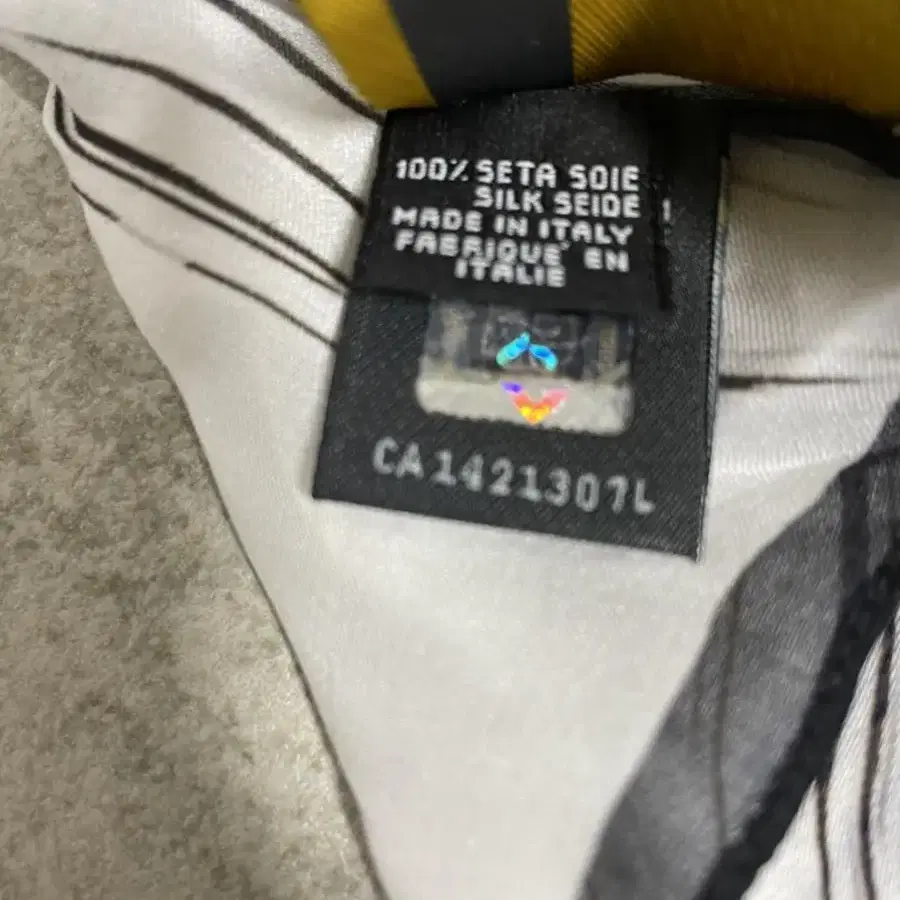 100% SETA SOIE
SILK SEIDE
MADE IN ITALY
FABRIQUE' EN
ITALIE
CA1421307L